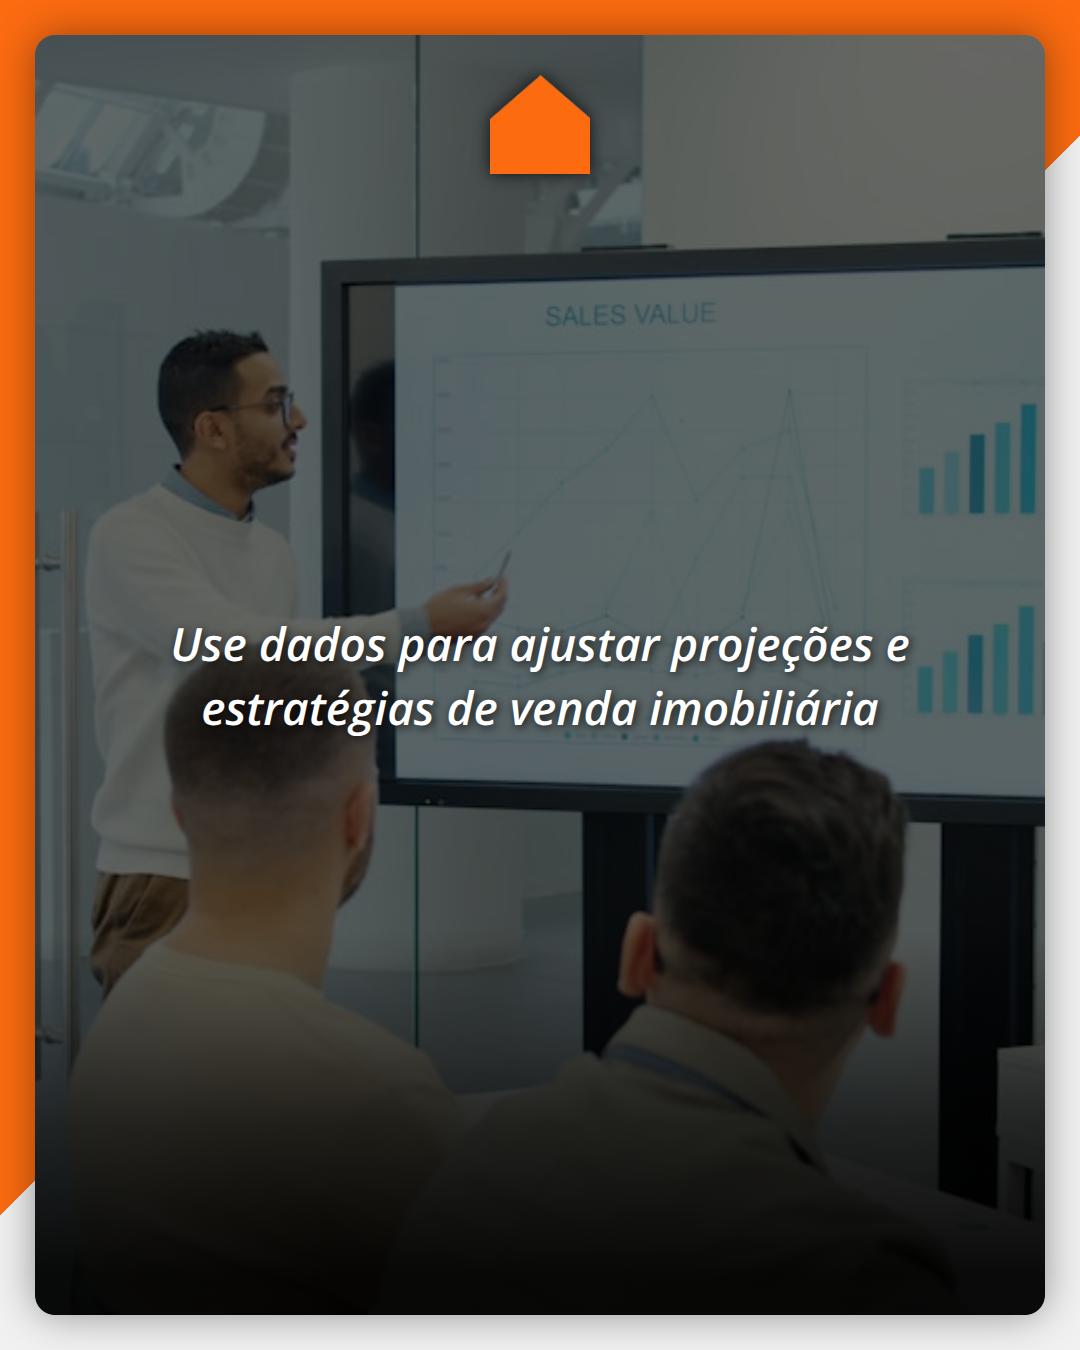 SALES VALUE
Use dados para ajustar projeções e
estratégias de venda imobiliária